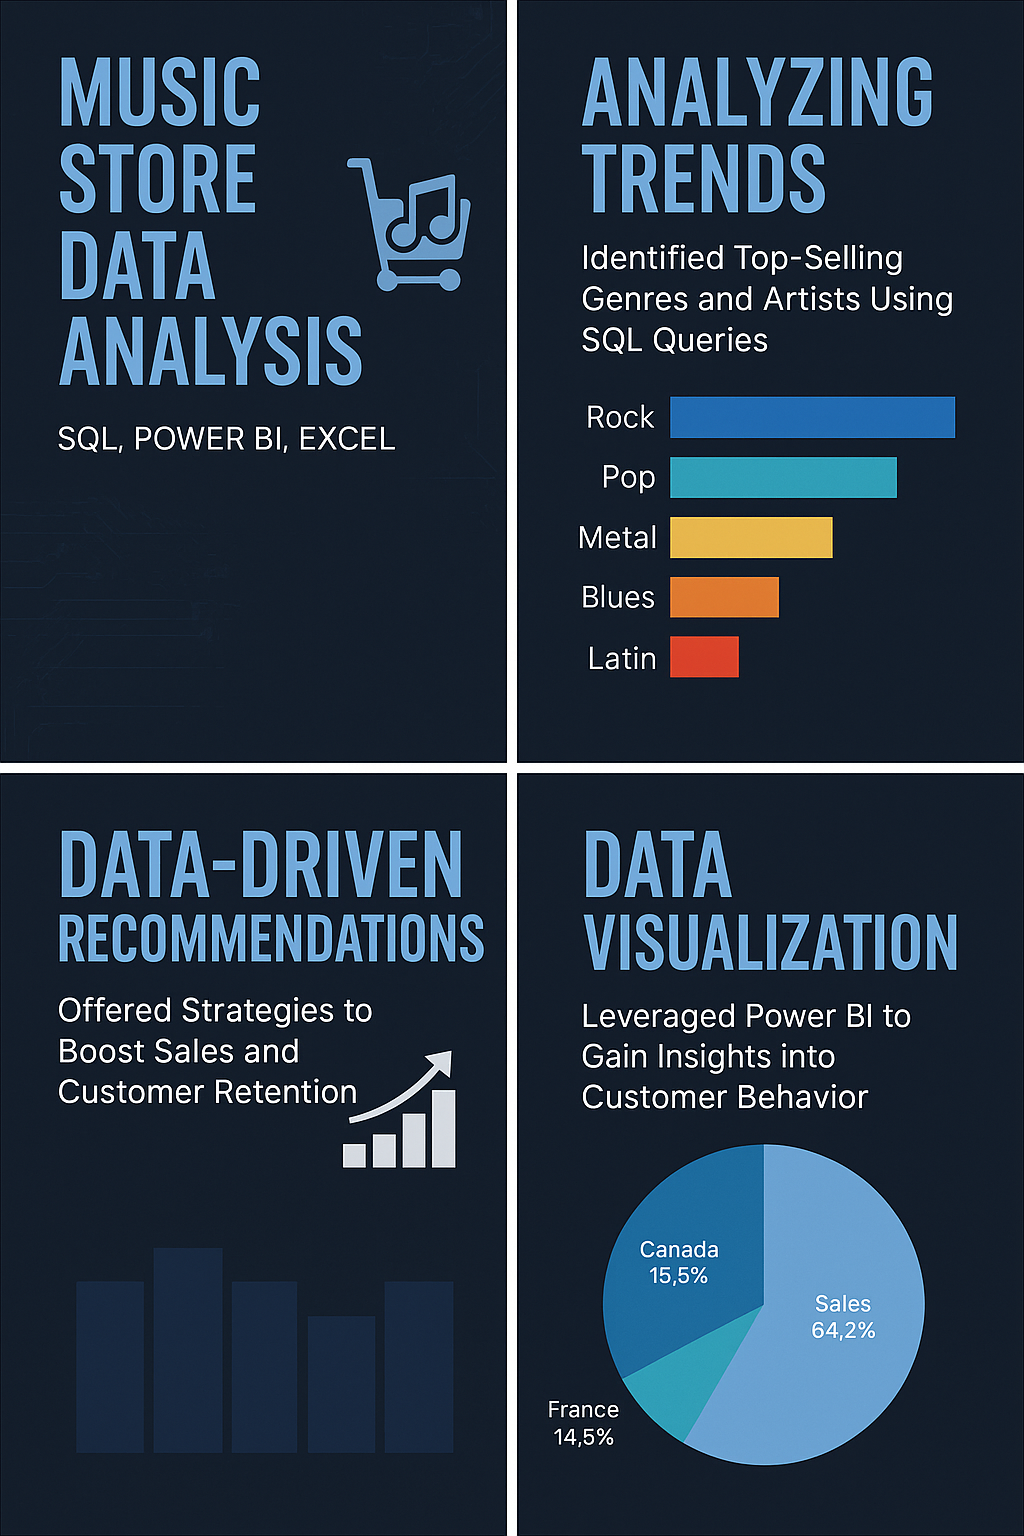 MUSIC
STORE
DATA
ANALYSIS
SQL, POWER BI, EXCEL
ANALYZING
TRENDS
Identified Top-Selling
Genres and Artists Using
SQL Queries
Rock
Pop
Metal
Blues
Latin
DATA-DRIVEN
RECOMMENDATIONS
Offered Strategies to
Boost Sales and
Customer Retention
DATA
VISUALIZATION
Leveraged Power BI to
Gain Insights into
Customer Behavior
Canada
15,5%
Sales
64,2%
France
14,5%